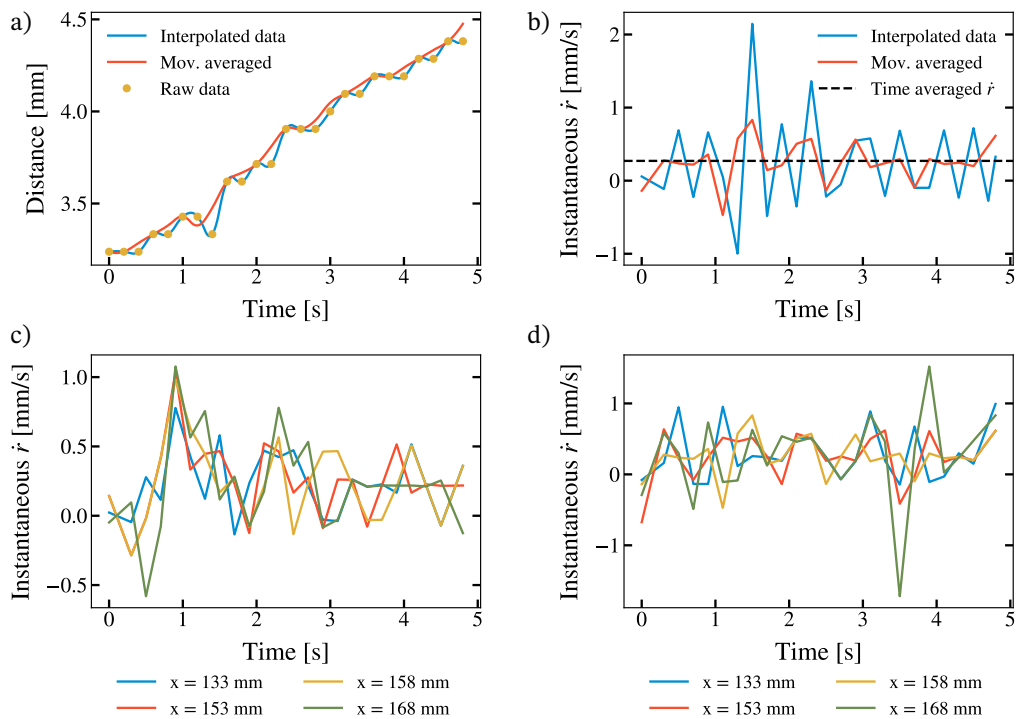 a)
4.5
4.0
3.5
Distance [mm]
Interpolated data
Mov. averaged
Raw data
0 1 2 3 4 5
Time [s]
b)
2
1
0
−1
Instantaneous ṙ [mm/s]
Interpolated data
Mov. averaged
Time averaged ṙ
0 1 2 3 4 5
Time [s]
c)
1.0
0.5
0.0
−0.5
Instantaneous ṙ [mm/s]
0 1 2 3 4 5
Time [s]
x = 133 mm
x = 153 mm
x = 158 mm
x = 168 mm
d)
1
0
−1
Instantaneous ṙ [mm/s]
0 1 2 3 4 5
Time [s]
x = 133 mm
x = 153 mm
x = 158 mm
x = 168 mm